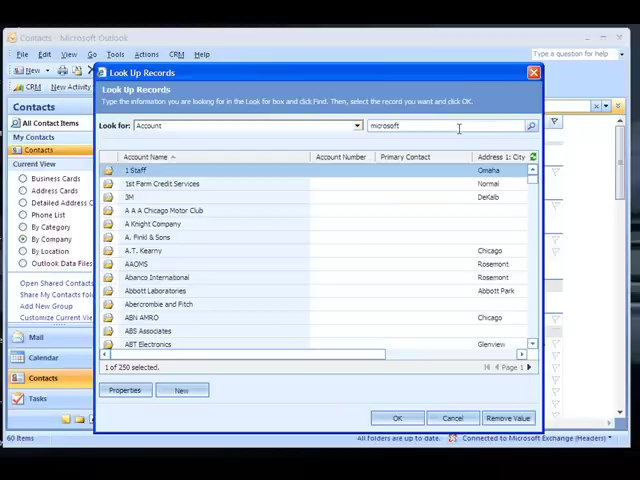 Contacts - Microsoft Outlook
File Edit View Go Tools Actions CRM Help
Type a question for help
New
CRM New Activity
Contacts
All Contact Items
My Contacts
Contacts
Current View
Business Cards
Address Cards
Detailed Address C
Phone List
By Category
By Company
By Location
Outlook Data Files
Open Shared Contacts
Share My Contacts fold
Add New Group
Customize Current View
Mail
Calendar
Contacts
Tasks
60 Items
All folders are up to date. Connected to Microsoft Exchange (Headers)
Look Up Records
Look Up Records
Type the information you are looking for in the Look for box and click Find. Then, select the record you want and click OK.
Look for: Account microsoft
Account Name Account Number Primary Contact Address 1: City
1 Staff Omaha
1st Farm Credit Services Normal
3M DeKalb
A A A Chicago Motor Club
A Knight Company
A. Finkl & Sons
A.T. Kearny Chicago
AAOMS Rosemont
Abanco International Rosemont
Abbott Laboratories Abbott Park
Abercrombie and Fitch
ABN AMRO Chicago
ABS Associates
ABT Electronics Glenview
1 of 250 selected. Page 1
Properties New
OK Cancel Remove Value